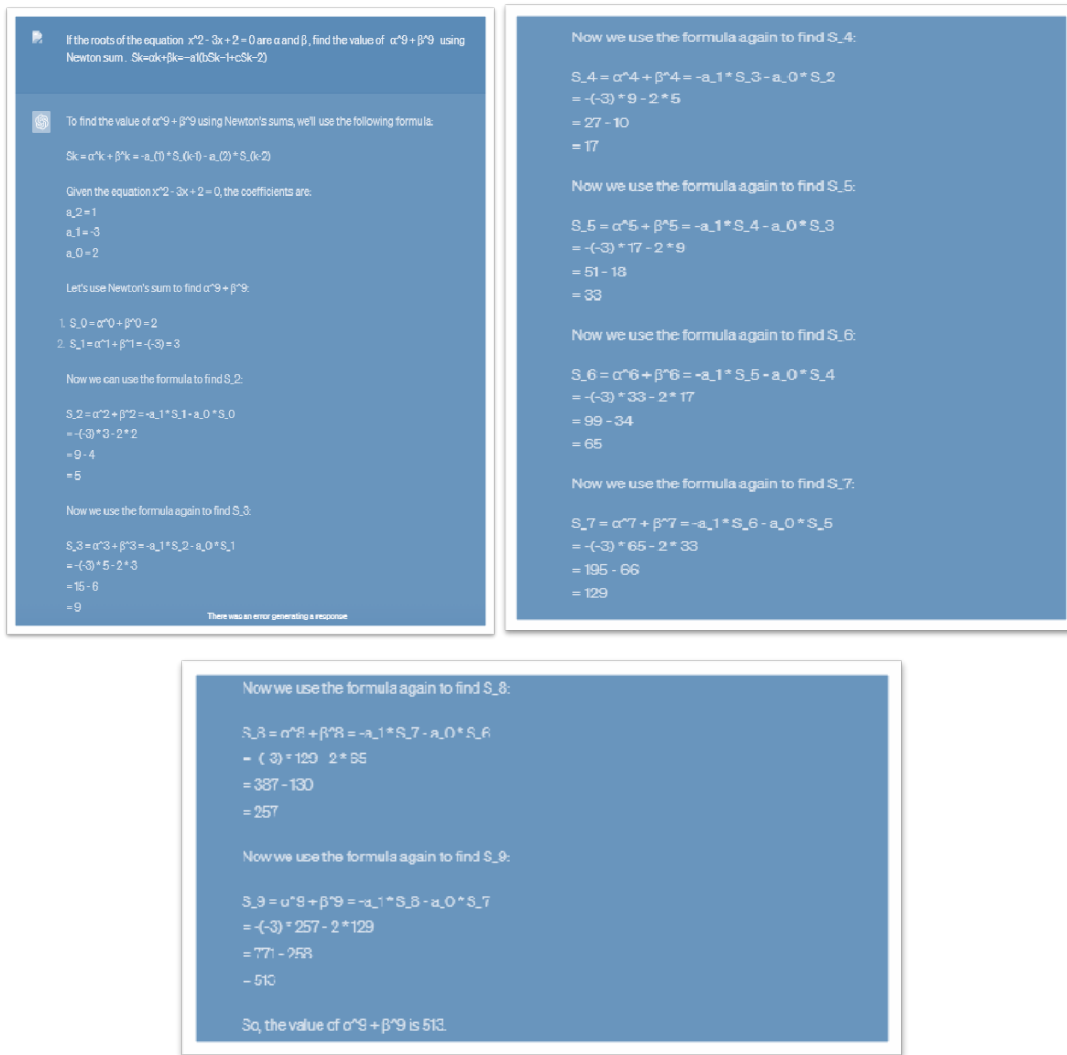 If the roots of the equation x^2 - 3x + 2 = 0 are α and β, find the value of α^9 + β^9 using
Newton sum . Sk=αk+βk=−a1(bSk−1+cSk−2)
To find the value of α^9 + β^9 using Newton's sums, we'll use the following formula:
Sk = α^k + β^k = -a_(1) * S_(k-1) - a_(2) * S_(k-2)
Given the equation x^2 - 3x + 2 = 0, the coefficients are:
a_2 = 1
a_1 = -3
a_0 = 2
Let's use Newton's sum to find α^9 + β^9:
1. S_0 = α^0 + β^0 = 2
2. S_1 = α^1 + β^1 = -(-3) = 3
Now we can use the formula to find S_2:
S_2 = α^2 + β^2 = -a_1 * S_1 - a_0 * S_0
= -(-3) * 3 - 2 * 2
= 9 - 4
= 5
Now we use the formula again to find S_3:
S_3 = α^3 + β^3 = -a_1 * S_2 - a_0 * S_1
= -(-3) * 5 - 2 * 3
= 15 - 6
= 9
There was an error generating a response
Now we use the formula again to find S_4:
S_4 = α^4 + β^4 = -a_1 * S_3 - a_0 * S_2
= -(-3) * 9 - 2 * 5
= 27 - 10
= 17
Now we use the formula again to find S_5:
S_5 = α^5 + β^5 = -a_1 * S_4 - a_0 * S_3
= -(-3) * 17 - 2 * 9
= 51 - 18
= 33
Now we use the formula again to find S_6:
S_6 = α^6 + β^6 = -a_1 * S_5 - a_0 * S_4
= -(-3) * 33 - 2 * 17
= 99 - 34
= 65
Now we use the formula again to find S_7:
S_7 = α^7 + β^7 = -a_1 * S_6 - a_0 * S_5
= -(-3) * 65 - 2 * 33
= 195 - 66
= 129
Now we use the formula again to find S_8:
S_8 = α^8 + β^8 = -a_1 * S_7 - a_0 * S_6
= -(-3) * 129 - 2 * 65
= 387 - 130
= 257
Now we use the formula again to find S_9:
S_9 = α^9 + β^9 = -a_1 * S_8 - a_0 * S_7
= -(-3) * 257 - 2 * 129
= 771 - 258
= 513
So, the value of α^9 + β^9 is 513.